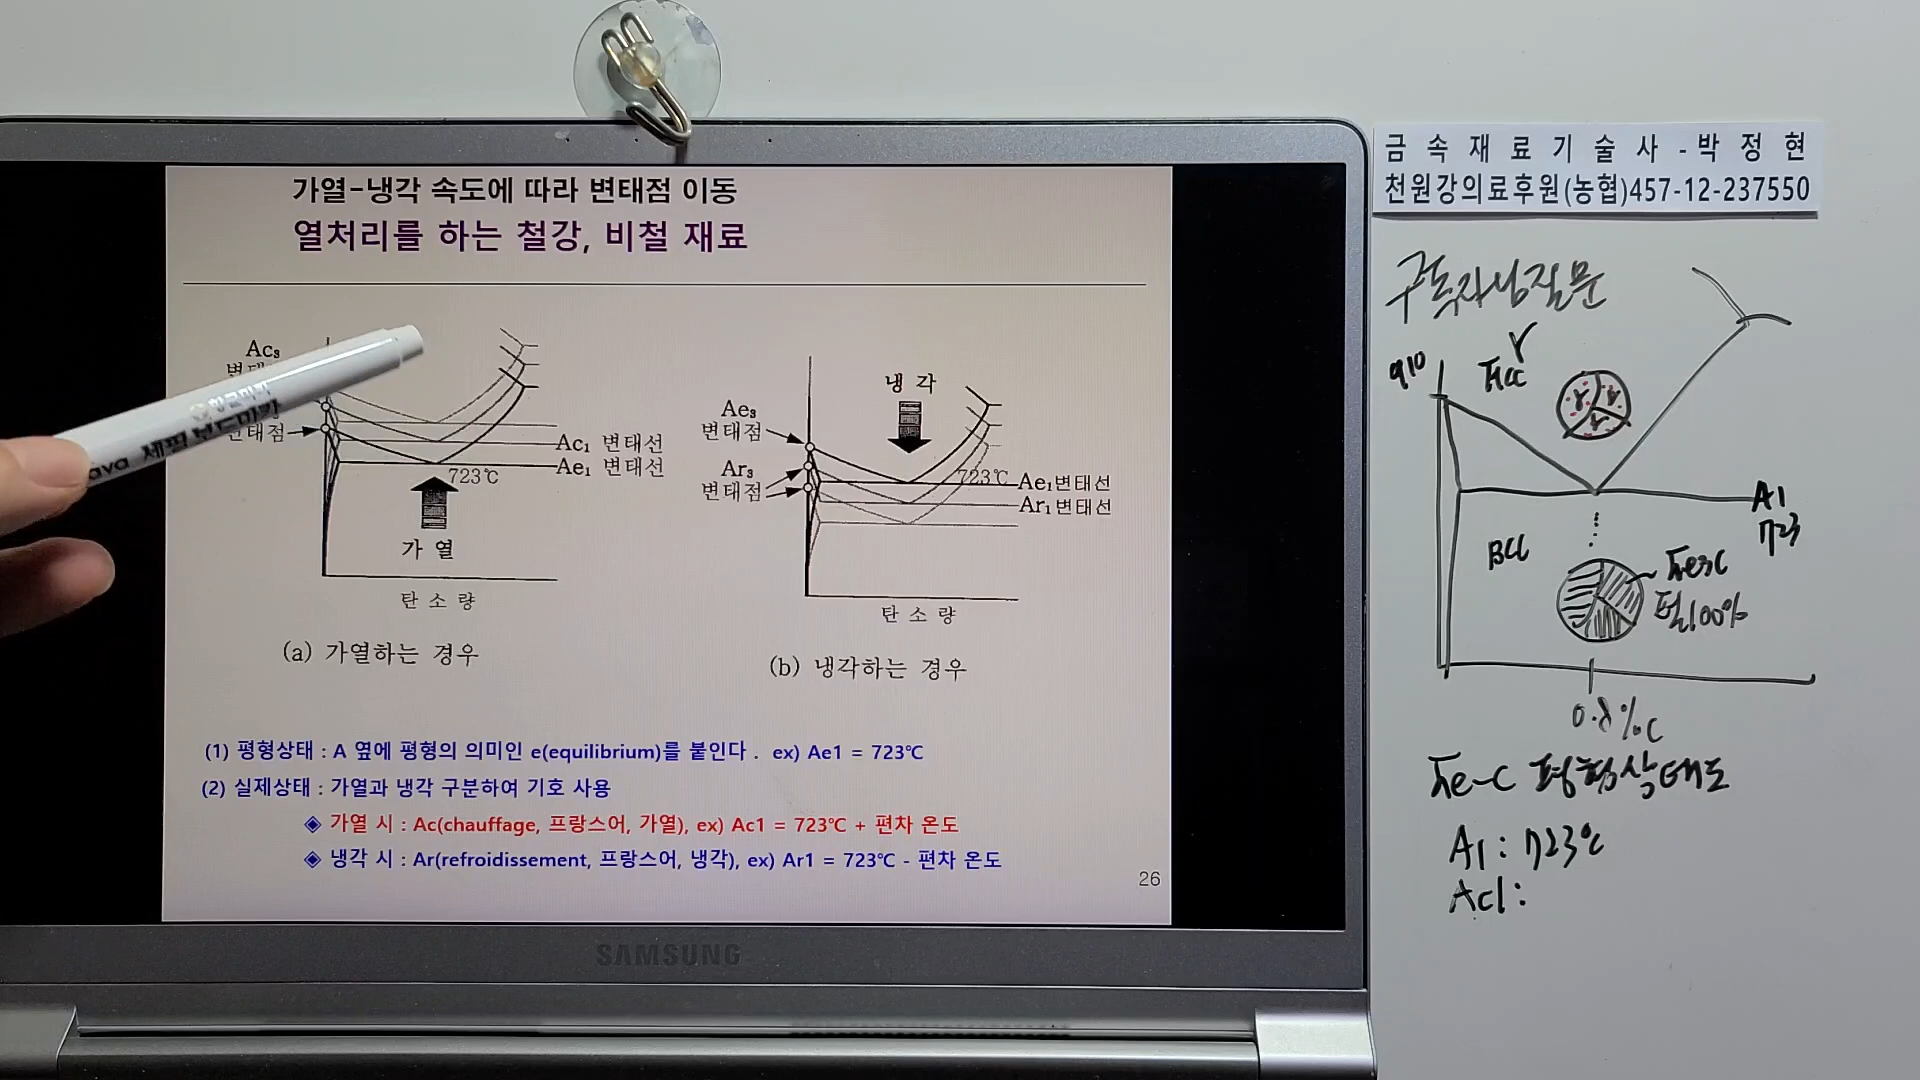 금속재료기술사-박정현
천원강의료후원(농협)457-12-237550
가열-냉각 속도에 따라 변태점 이동
열처리를 하는 철강, 비철 재료
Ac₃
변태점
Ac₁ 변태선
Ae₁ 변태선
723℃
가 열
탄 소 량
(a) 가열하는 경우
냉 각
Ae₃
변태점
Ar₃
변태점
723℃
Ae₁변태선
Ar₁변태선
탄 소 량
(b) 냉각하는 경우
(1) 평형상태 : A 옆에 평형의 의미인 e(equilibrium)를 붙인다 . ex) Ae1 = 723℃
(2) 실제상태 : 가열과 냉각 구분하여 기호 사용
◈ 가열 시 : Ac(chauffage, 프랑스어, 가열), ex) Ac1 = 723℃ + 편차 온도
◈ 냉각 시 : Ar(refroidissement, 프랑스어, 냉각), ex) Ar1 = 723℃ - 편차 온도
26
SAMSUNG
구독자님질문
γ
910
FCC
A1
723
BCC
Fe3C
펄100%
0.8%C
Fe-C 평형상태도
A1 : 723℃
Ac1 :